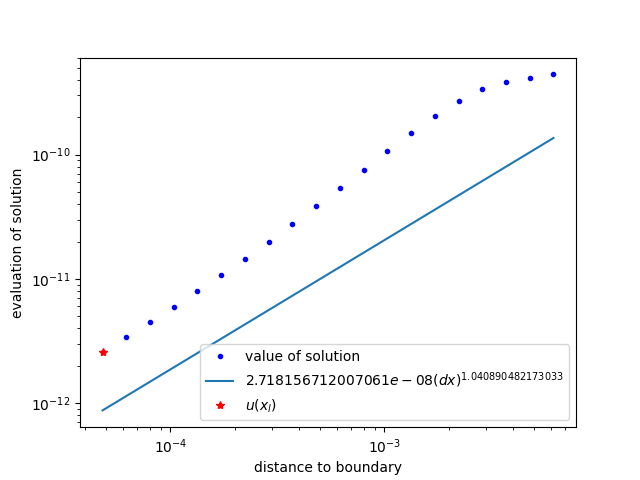 10⁻¹⁰
10⁻¹¹
10⁻¹²
evaluation of solution
value of solution
2.718156712007061e − 08(dx)^1.040890482173033
u(xₗ)
10⁻⁴
10⁻³
distance to boundary